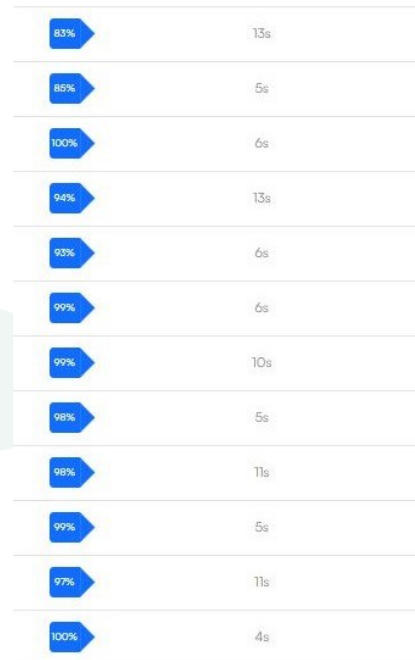 83% 13s
85% 5s
100% 6s
94% 13s
93% 6s
99% 6s
99% 10s
98% 5s
98% 11s
99% 5s
97% 11s
100% 4s